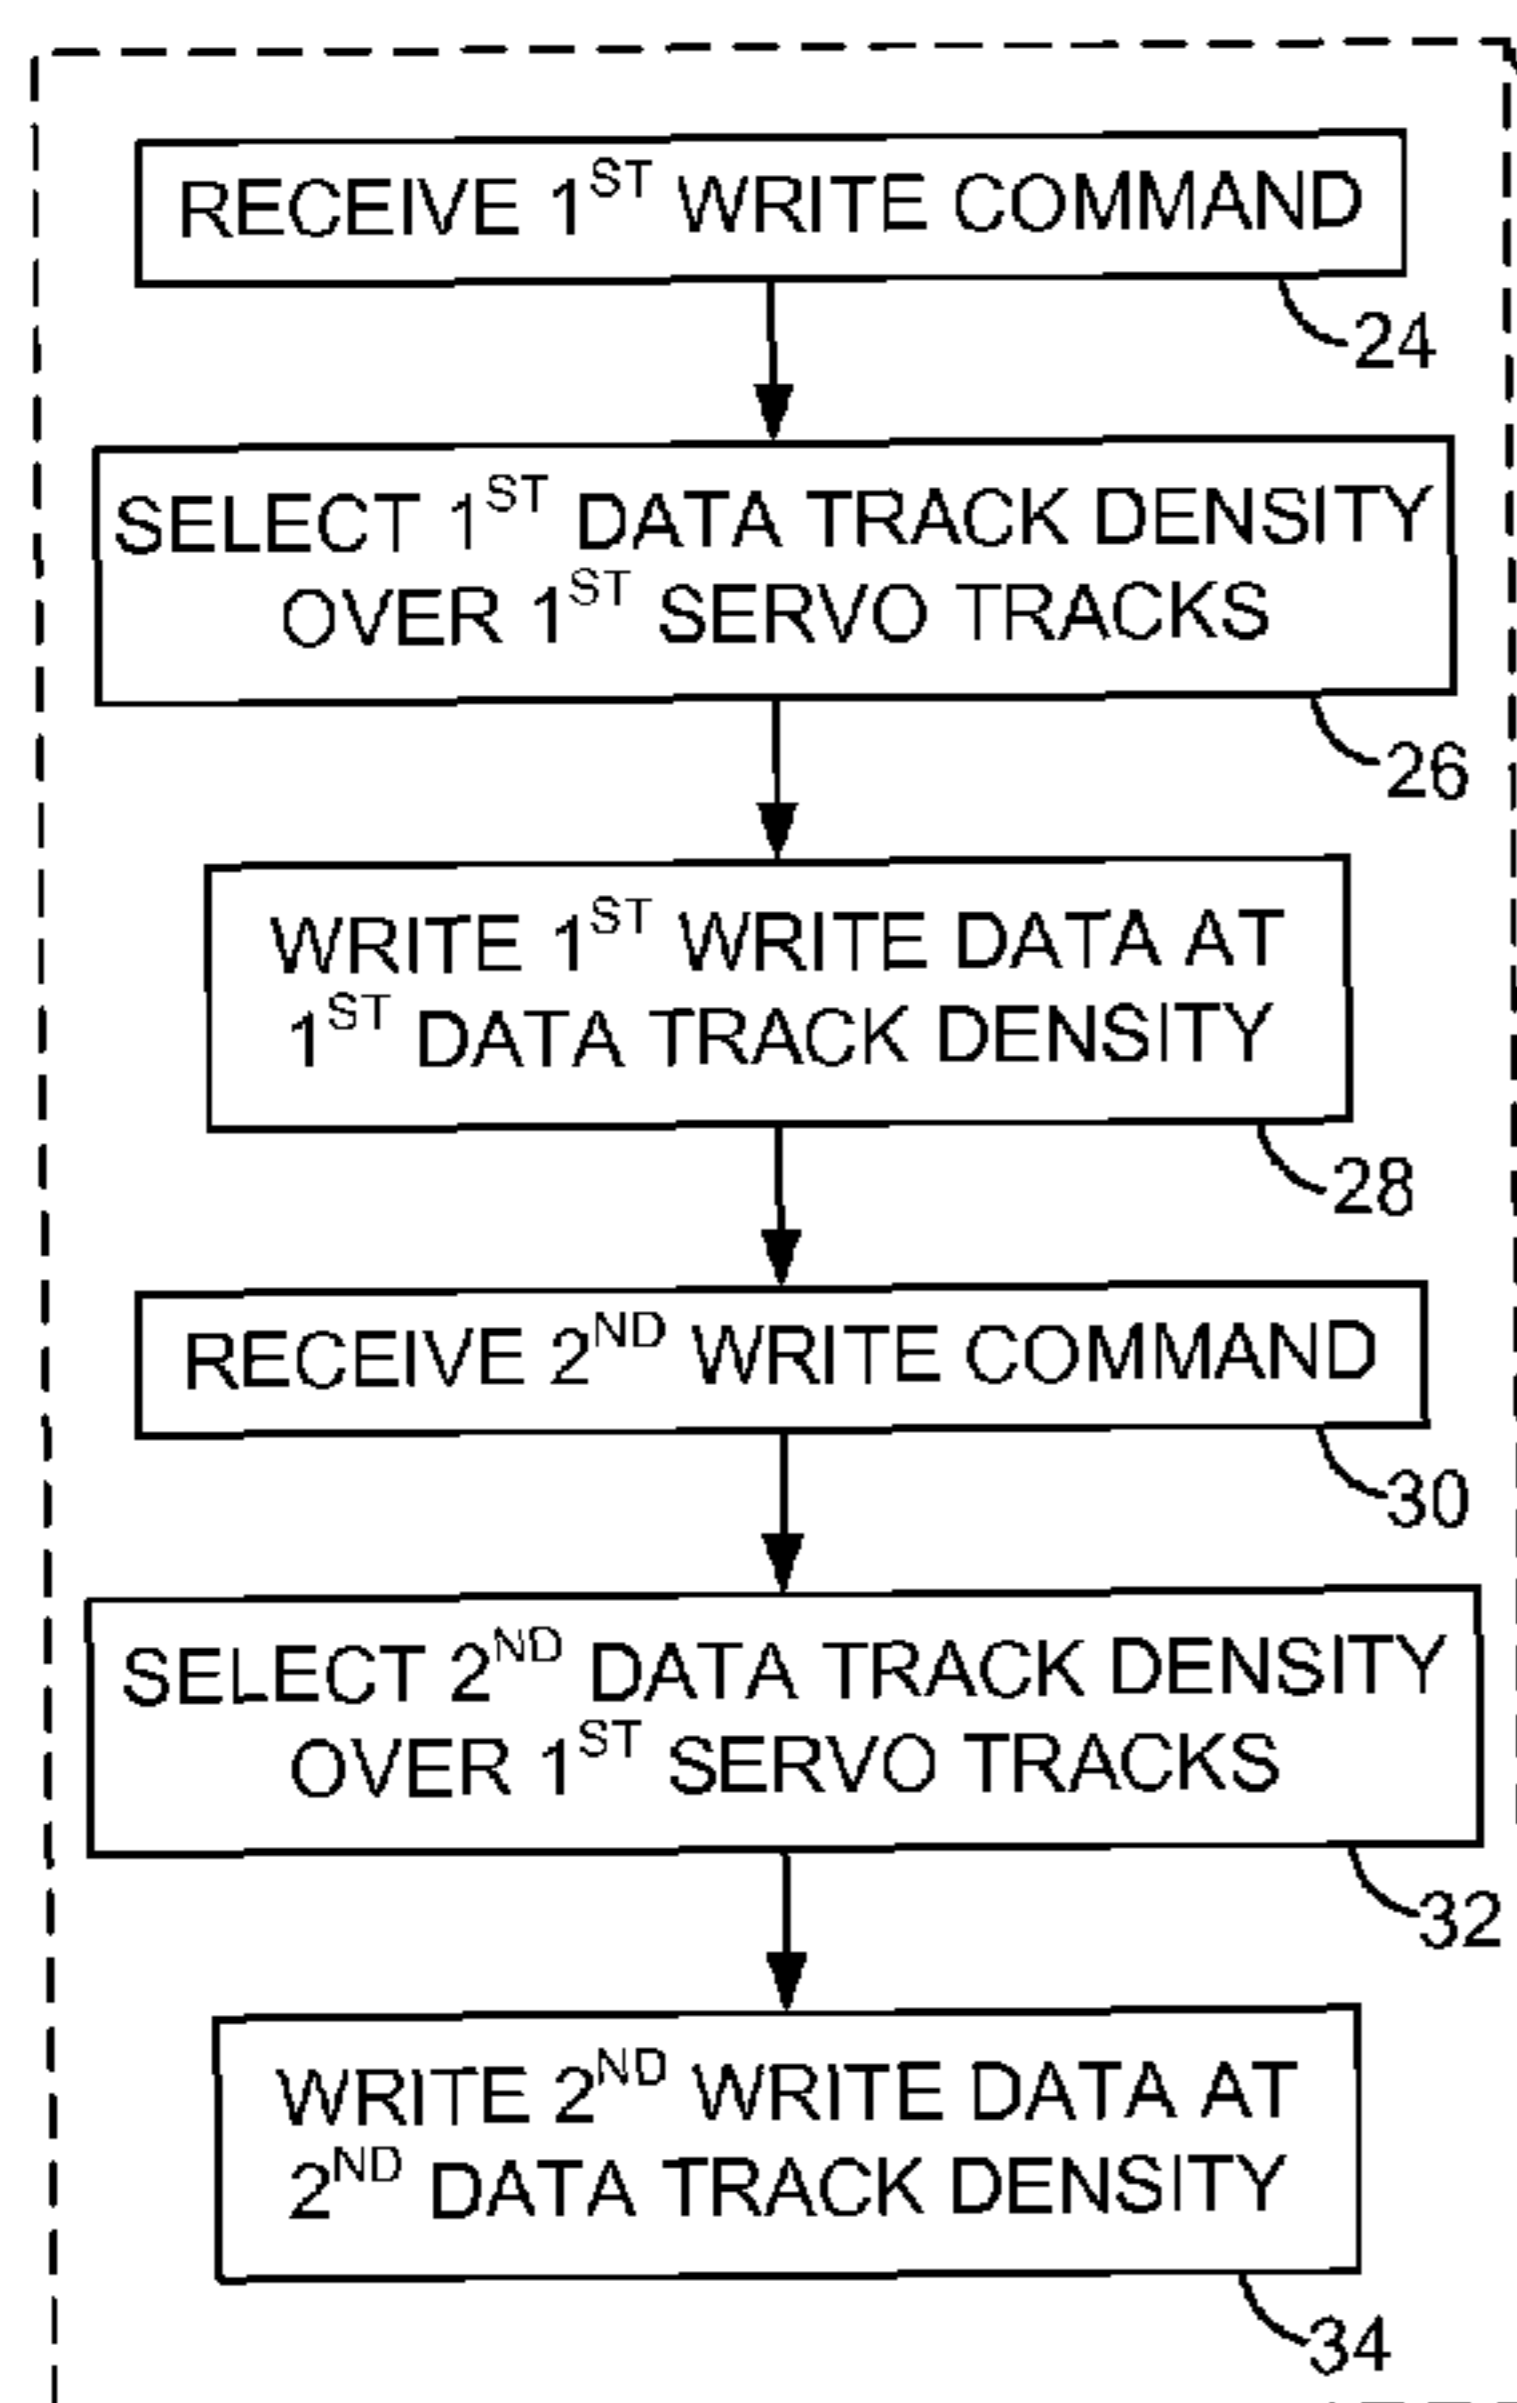 RECEIVE 1ST WRITE COMMAND
24
SELECT 1ST DATA TRACK DENSITY
OVER 1ST SERVO TRACKS
26
WRITE 1ST WRITE DATA AT
1ST DATA TRACK DENSITY
28
RECEIVE 2ND WRITE COMMAND
30
SELECT 2ND DATA TRACK DENSITY
OVER 1ST SERVO TRACKS
32
WRITE 2ND WRITE DATA AT
2ND DATA TRACK DENSITY
34